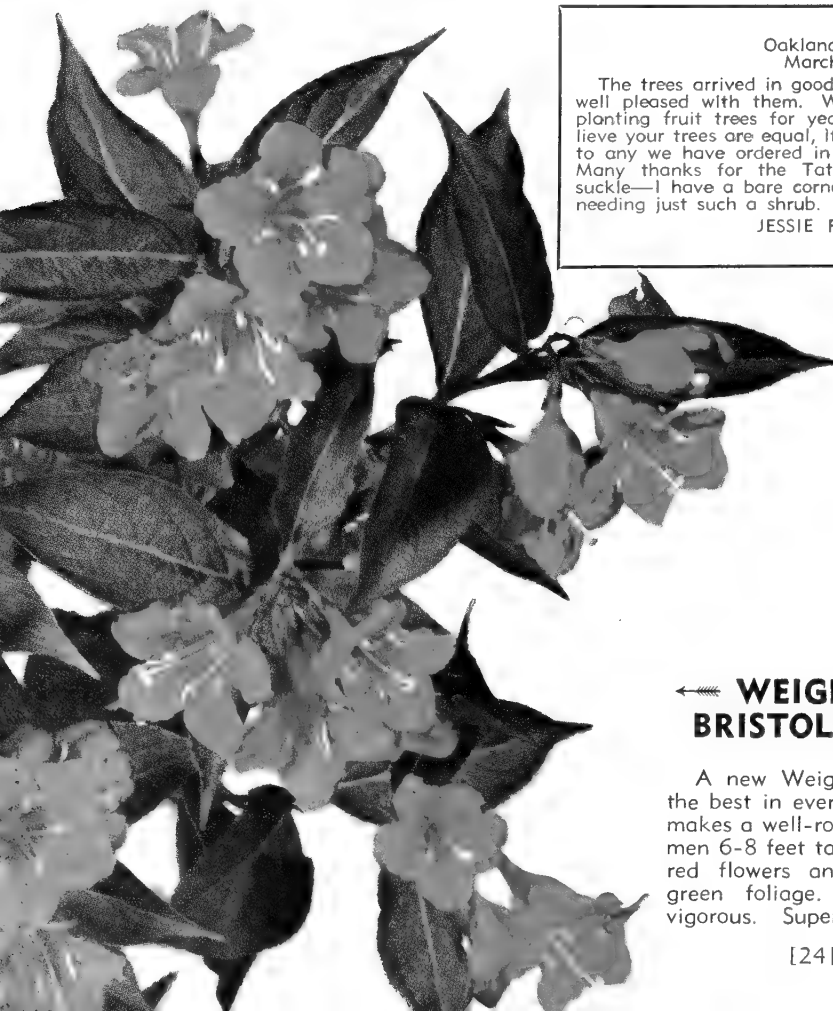 Oakland
March
The trees arrived in good
well pleased with them. W
planting fruit trees for yea
lieve your trees are equal, it
to any we have ordered in
Many thanks for the Tat
suckle—I have a bare corne
needing just such a shrub.
JESSIE F
WEIGE
BRISTOL
A new Weig
the best in ever
makes a well-ro
men 6-8 feet ta
red flowers an
green foliage.
vigorous. Supe
[24]